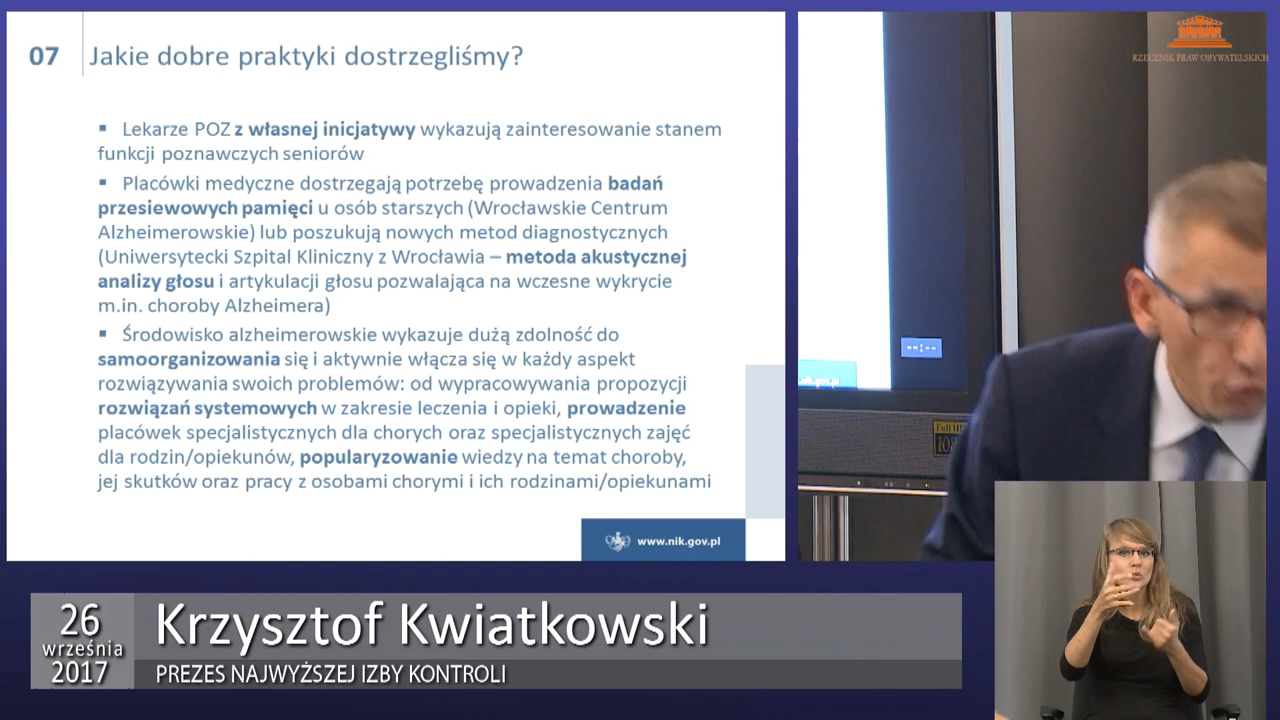 07 Jakie dobre praktyki dostrzegliśmy?
▪ Lekarze POZ z własnej inicjatywy wykazują zainteresowanie stanem
funkcji poznawczych seniorów
▪ Placówki medyczne dostrzegają potrzebę prowadzenia badań
przesiewowych pamięci u osób starszych (Wrocławskie Centrum
Alzheimerowskie) lub poszukują nowych metod diagnostycznych
(Uniwersytecki Szpital Kliniczny z Wrocławia – metoda akustycznej
analizy głosu i artykulacji głosu pozwalająca na wczesne wykrycie
m.in. choroby Alzheimera)
▪ Środowisko alzheimerowskie wykazuje dużą zdolność do
samoorganizowania się i aktywnie włącza się w każdy aspekt
rozwiązywania swoich problemów: od wypracowywania propozycji
rozwiązań systemowych w zakresie leczenia i opieki, prowadzenie
placówek specjalistycznych dla chorych oraz specjalistycznych zajęć
dla rodzin/opiekunów, popularyzowanie wiedzy na temat choroby,
jej skutków oraz pracy z osobami chorymi i ich rodzinami/opiekunami
NIK www.nik.gov.pl
RZECZNIK PRAW OBYWATELSKICH
--:--
.gov.pl
Full H
108
26
września
2017
Krzysztof Kwiatkowski
PREZES NAJWYŻSZEJ IZBY KONTROLI